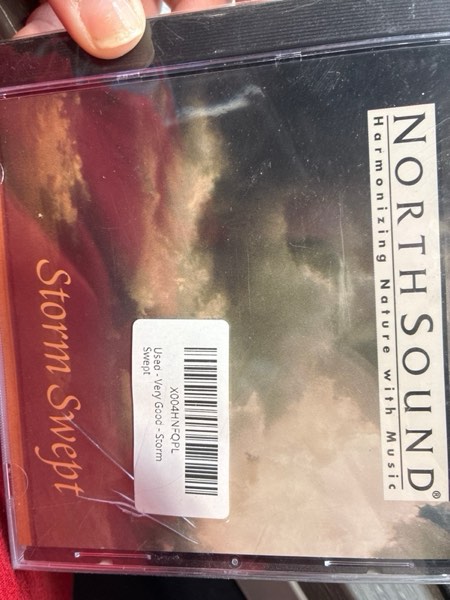 NORTHSOUND®
Harmonizing Nature with Music
X004HNFQPL
Used - Very Good - Storm
Swept
Storm Swept